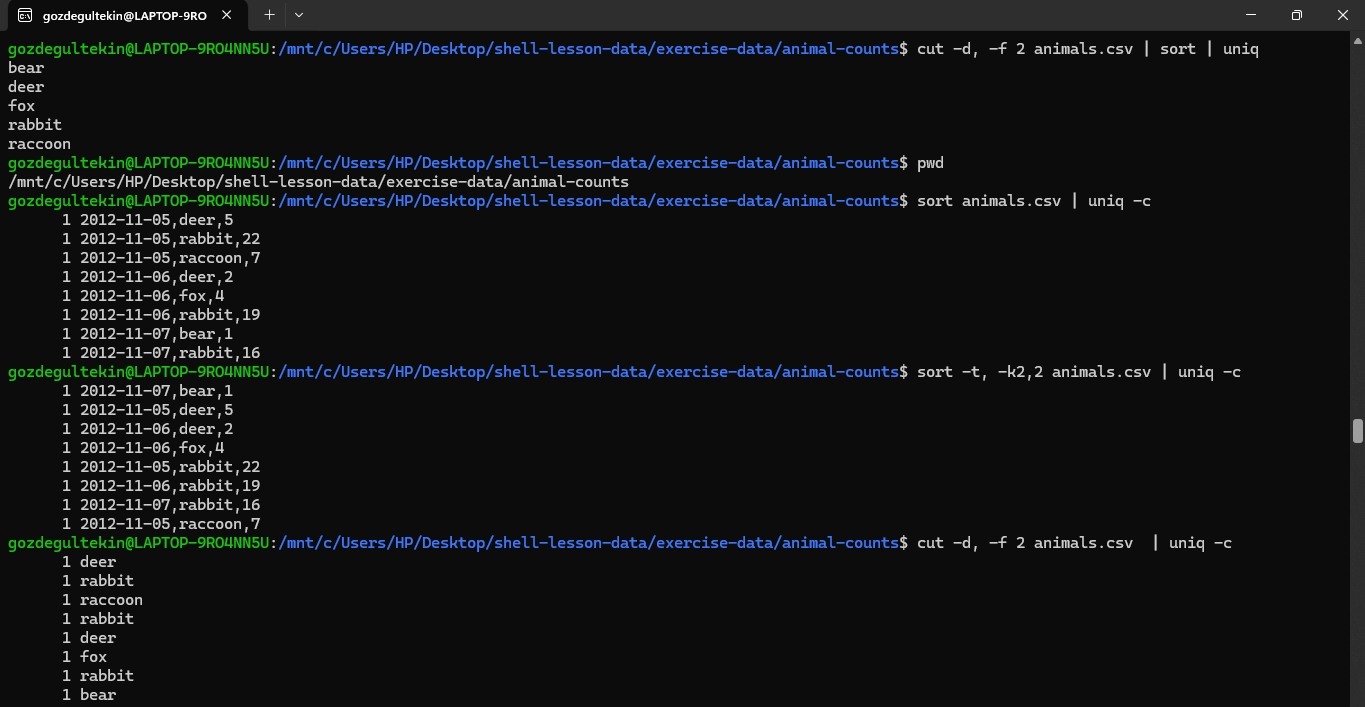 gozdegultekin@LAPTOP-9RO
gozdegultekin@LAPTOP-9RO4NN5U:/mnt/c/Users/HP/Desktop/shell-lesson-data/exercise-data/animal-counts$ cut -d, -f 2 animals.csv | sort | uniq
bear
deer
fox
rabbit
raccoon
gozdegultekin@LAPTOP-9RO4NN5U:/mnt/c/Users/HP/Desktop/shell-lesson-data/exercise-data/animal-counts$ pwd
/mnt/c/Users/HP/Desktop/shell-lesson-data/exercise-data/animal-counts
gozdegultekin@LAPTOP-9RO4NN5U:/mnt/c/Users/HP/Desktop/shell-lesson-data/exercise-data/animal-counts$ sort animals.csv | uniq -c
      1 2012-11-05,deer,5
      1 2012-11-05,rabbit,22
      1 2012-11-05,raccoon,7
      1 2012-11-06,deer,2
      1 2012-11-06,fox,4
      1 2012-11-06,rabbit,19
      1 2012-11-07,bear,1
      1 2012-11-07,rabbit,16
gozdegultekin@LAPTOP-9RO4NN5U:/mnt/c/Users/HP/Desktop/shell-lesson-data/exercise-data/animal-counts$ sort -t, -k2,2 animals.csv | uniq -c
      1 2012-11-07,bear,1
      1 2012-11-05,deer,5
      1 2012-11-06,deer,2
      1 2012-11-06,fox,4
      1 2012-11-05,rabbit,22
      1 2012-11-06,rabbit,19
      1 2012-11-07,rabbit,16
      1 2012-11-05,raccoon,7
gozdegultekin@LAPTOP-9RO4NN5U:/mnt/c/Users/HP/Desktop/shell-lesson-data/exercise-data/animal-counts$ cut -d, -f 2 animals.csv  | uniq -c
      1 deer
      1 rabbit
      1 raccoon
      1 rabbit
      1 deer
      1 fox
      1 rabbit
      1 bear